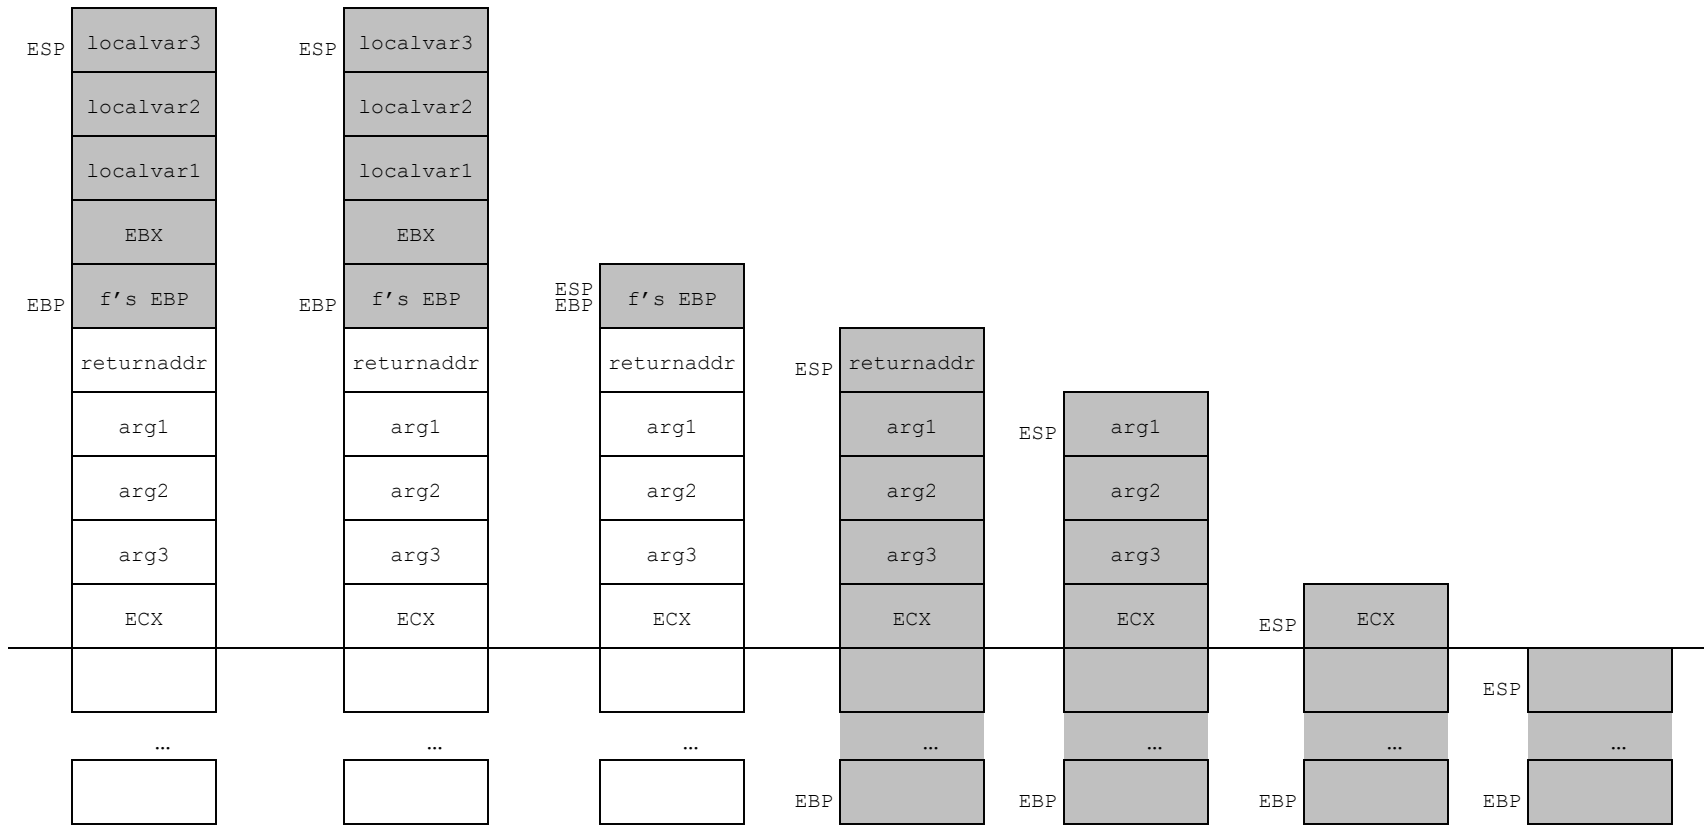 ESP localvar3 ESP localvar3
localvar2 localvar2
localvar1 localvar1
EBX EBX
EBP f’s EBP EBP f’s EBP ESP
EBP f’s EBP
returnaddr returnaddr returnaddr ESP returnaddr
arg1 arg1 arg1 arg1 ESP arg1
arg2 arg2 arg2 arg2 arg2
arg3 arg3 arg3 arg3 arg3
ECX ECX ECX ECX ECX ESP ECX
ESP
… … … … … … …
EBP EBP EBP EBP